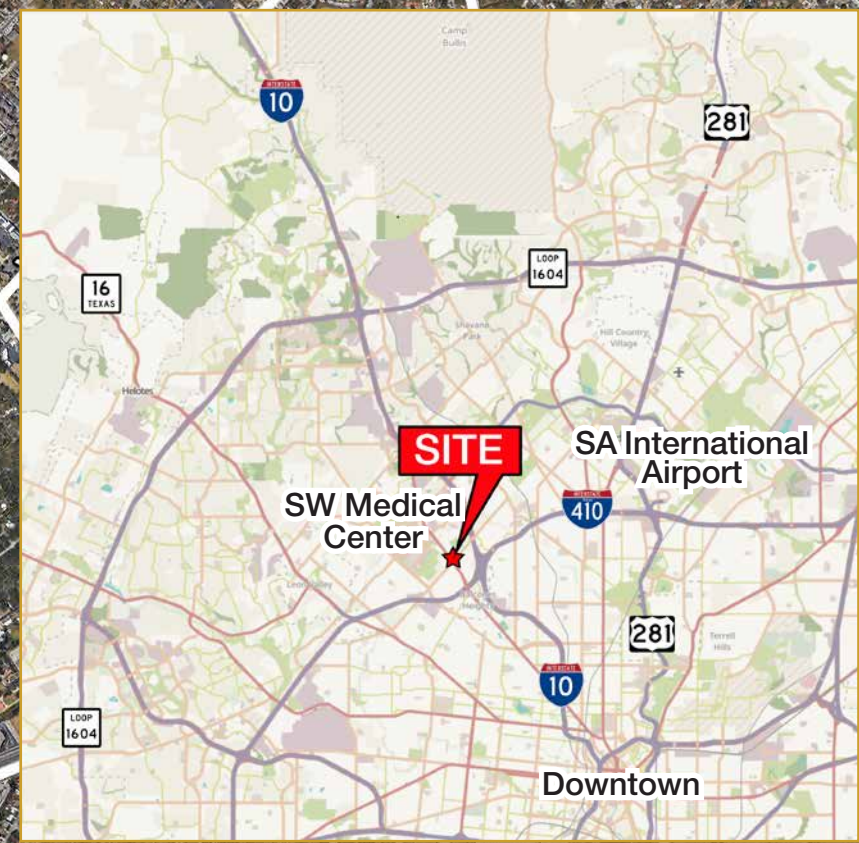 Camp
Bullis
INTERSTATE
10
281
LOOP
1604
16
TEXAS
Shavano
Park
Hill Country
Village
Helotes
SITE
SA International
Airport
SW Medical
Center
INTERSTATE
410
Leon Valley
Heights
281
Terrell
Hills
INTERSTATE
10
LOOP
1604
Downtown